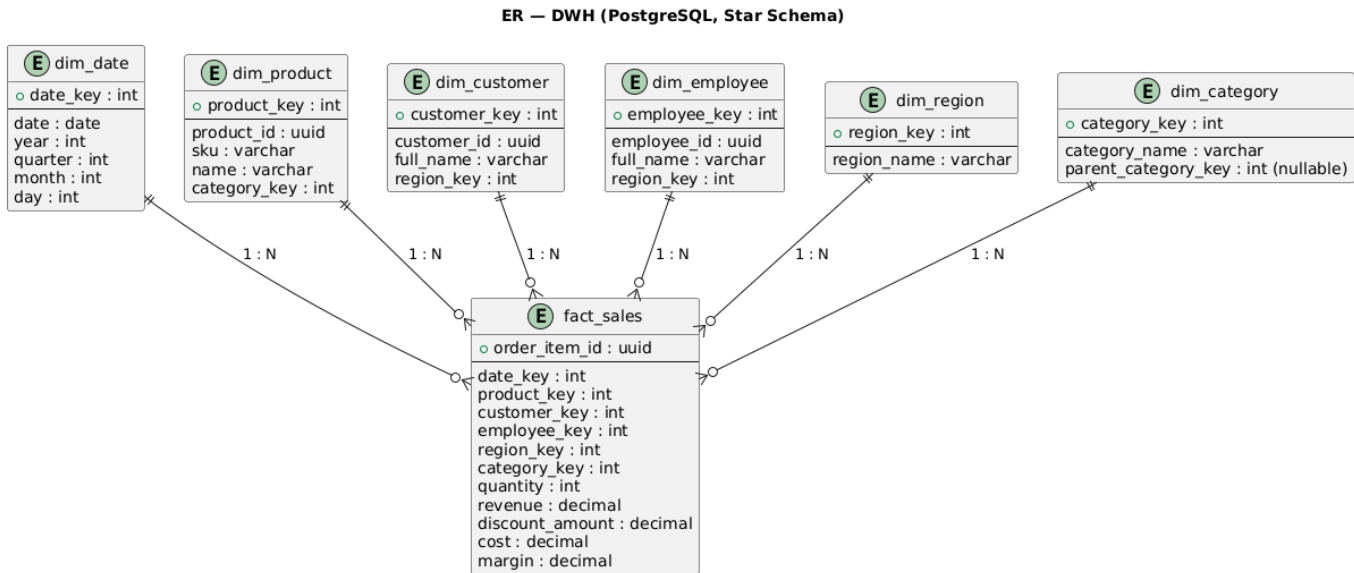 ER — DWH (PostgreSQL, Star Schema)
E dim_date
date_key : int
date : date
year : int
quarter : int
month : int
day : int
E dim_product
product_key : int
product_id : uuid
sku : varchar
name : varchar
category_key : int
E dim_customer
customer_key : int
customer_id : uuid
full_name : varchar
region_key : int
E dim_employee
employee_key : int
employee_id : uuid
full_name : varchar
region_key : int
E dim_region
region_key : int
region_name : varchar
E dim_category
category_key : int
category_name : varchar
parent_category_key : int (nullable)
1 : N
1 : N
1 : N
1 : N
1 : N
1 : N
E fact_sales
order_item_id : uuid
date_key : int
product_key : int
customer_key : int
employee_key : int
region_key : int
category_key : int
quantity : int
revenue : decimal
discount_amount : decimal
cost : decimal
margin : decimal